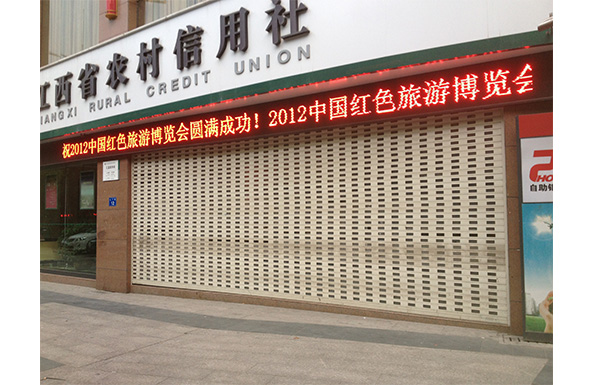 江西省农村信用社
JIANGXI RURAL CREDIT UNION
祝2012中国红色旅游博览会圆满成功！2012中国红色旅游博览会
2
HO
自助银